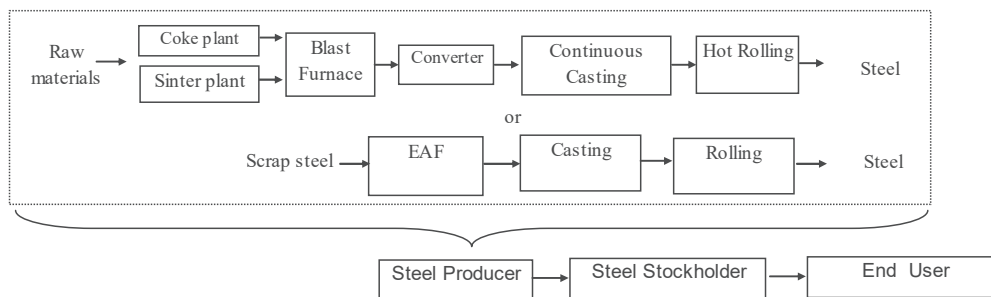 Raw materials
Coke plant
Sinter plant
Blast Furnace
Converter
Continuous Casting
Hot Rolling
Steel
or
Scrap steel
EAF
Casting
Rolling
Steel
Steel Producer
Steel Stockholder
End User